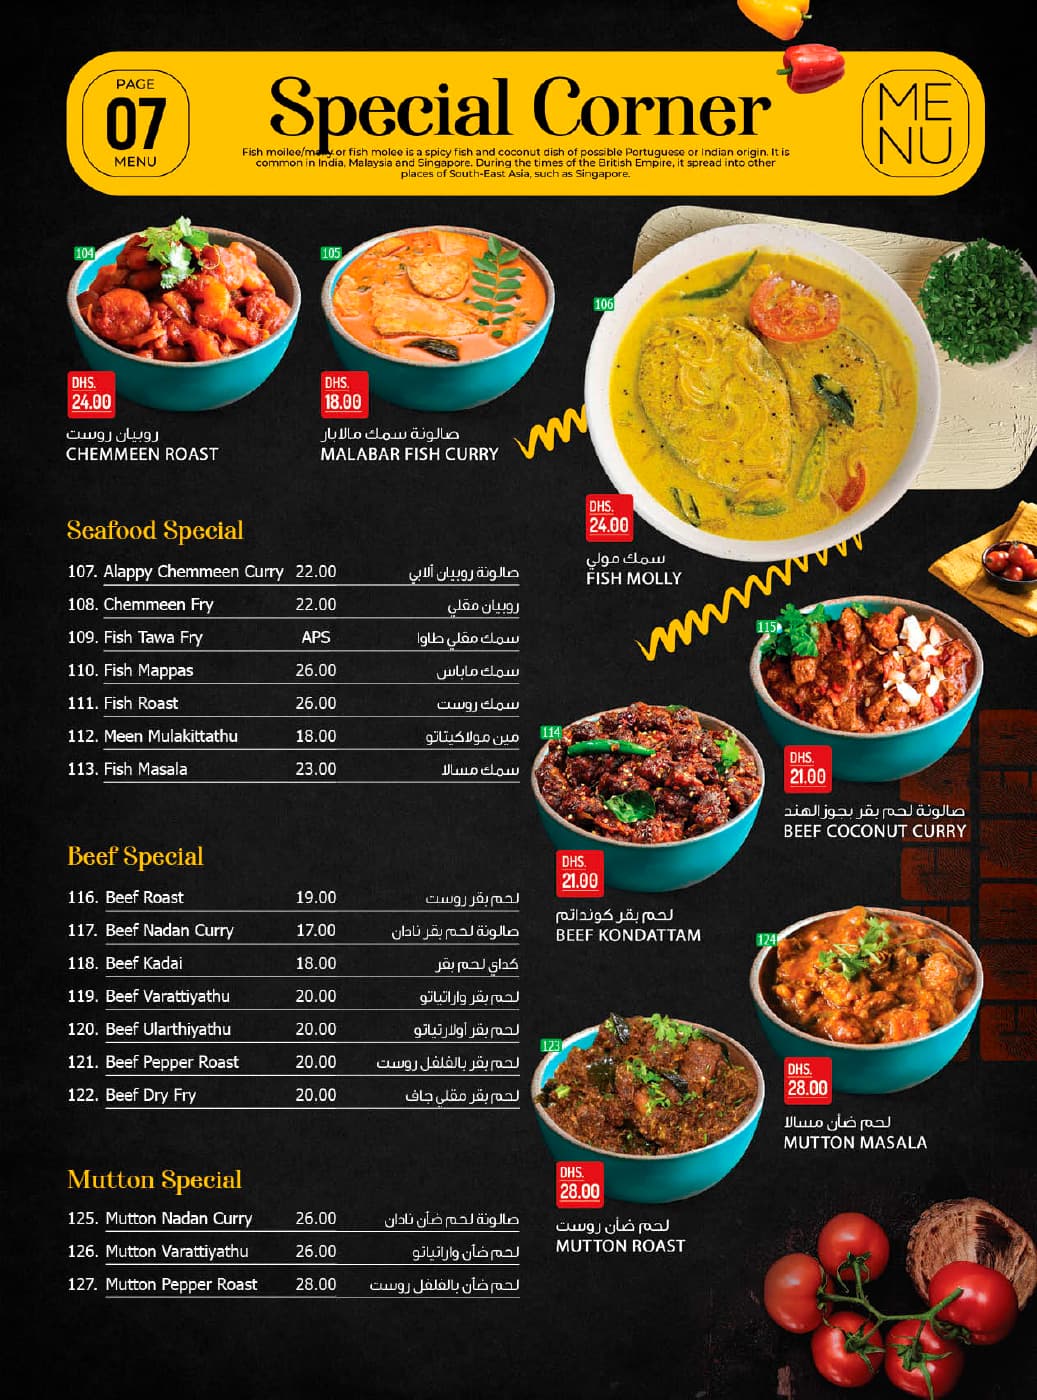 PAGE
07
MENU
Special Corner
Fish moilee/molly or fish molee is a spicy fish and coconut dish of possible Portuguese or Indian origin. It is
common in India, Malaysia and Singapore. During the times of the British Empire, it spread into other
places of South-East Asia, such as Singapore.
ME
NU
104
DHS.
24.00
روبيان روست
CHEMMEEN ROAST
105
DHS.
18.00
صالونة سمك مالابار
MALABAR FISH CURRY
106
DHS.
24.00
سمك مولي
FISH MOLLY
Seafood Special
107. Alappy Chemmeen Curry 22.00 صالونة روبيان ألابي
108. Chemmeen Fry 22.00 روبيان مقلي
109. Fish Tawa Fry APS سمك مقلي طاوا
110. Fish Mappas 26.00 سمك ماباس
111. Fish Roast 26.00 سمك روست
112. Meen Mulakittathu 18.00 مين مولاكيتاتو
113. Fish Masala 23.00 سمك مسالا
114
DHS.
21.00
لحم بقر كونداتم
BEEF KONDATTAM
115
DHS.
21.00
صالونة لحم بقر بجوز الهند
BEEF COCONUT CURRY
Beef Special
116. Beef Roast 19.00 لحم بقر روست
117. Beef Nadan Curry 17.00 صالونة لحم بقر نادان
118. Beef Kadai 18.00 كداي لحم بقر
119. Beef Varattiyathu 20.00 لحم بقر واراتياتو
120. Beef Ularthiyathu 20.00 لحم بقر أولارتياتو
121. Beef Pepper Roast 20.00 لحم بقر بالفلفل روست
122. Beef Dry Fry 20.00 لحم بقر مقلي جاف
123
DHS.
28.00
لحم ضأن روست
MUTTON ROAST
124
DHS.
28.00
لحم ضأن مسالا
MUTTON MASALA
Mutton Special
125. Mutton Nadan Curry 26.00 صالونة لحم ضأن نادان
126. Mutton Varattiyathu 26.00 لحم ضأن واراتياتو
127. Mutton Pepper Roast 28.00 لحم ضأن بالفلفل روست